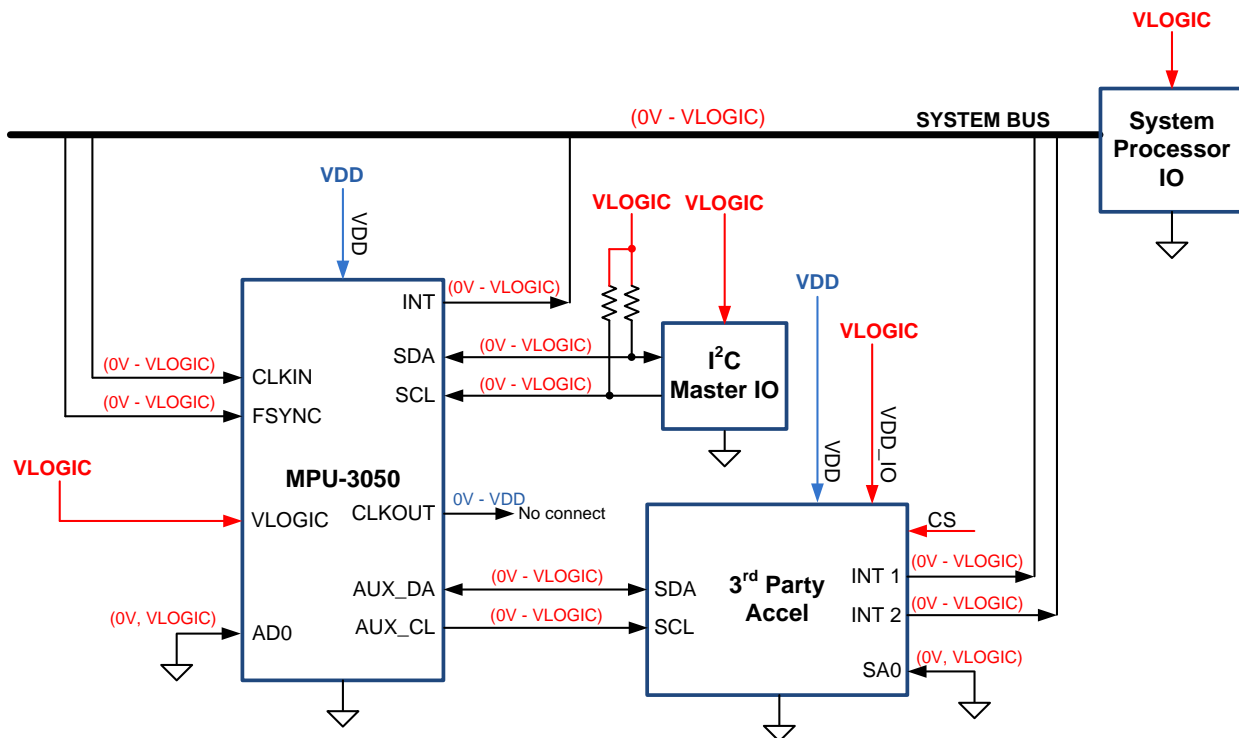 VLOGIC
(0V - VLOGIC)
SYSTEM BUS
System
Processor
IO
VDD
VDD
VLOGIC
VLOGIC
INT
(0V - VLOGIC)
VDD
VLOGIC
SDA
(0V - VLOGIC)
I²C
Master IO
(0V - VLOGIC)
CLKIN
SCL
(0V - VLOGIC)
(0V - VLOGIC)
FSYNC
VDD
VDD_IO
VLOGIC
MPU-3050
VLOGIC
CLKOUT
0V - VDD
No connect
CS
AUX_DA
(0V - VLOGIC)
SDA
3rd Party
Accel
INT 1
(0V - VLOGIC)
(0V, VLOGIC)
AD0
AUX_CL
(0V - VLOGIC)
SCL
INT 2
(0V - VLOGIC)
SA0
(0V, VLOGIC)